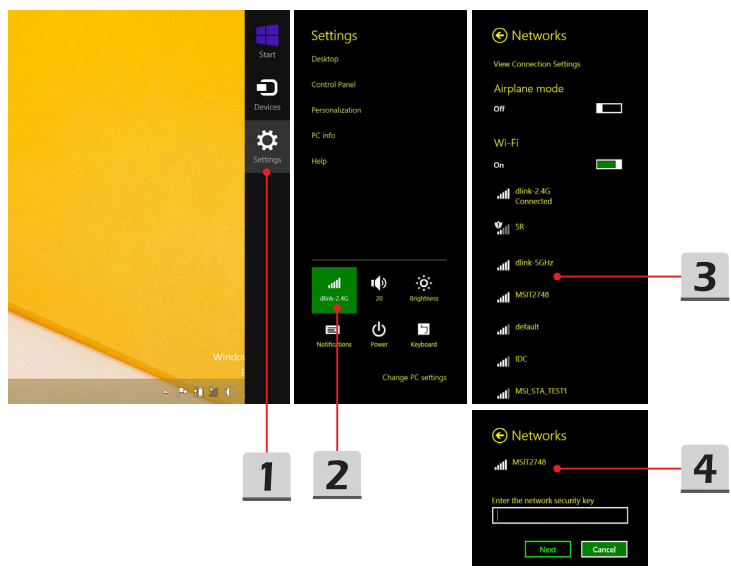 Start
Devices
Settings
1
Settings
Desktop
Control Panel
Personalization
PC info
Help
dlink-2.4G
20
Brightness
Notifications
Power
Keyboard
Change PC settings
2
Networks
View Connection Settings
Airplane mode
Off
Wi-Fi
On
dlink-2.4G
Connected
5R
dlink-5GHz
MSIT2748
default
IDC
MSI_STA_TEST1
3
Networks
MSIT2748
Enter the network security key
Next
Cancel
4